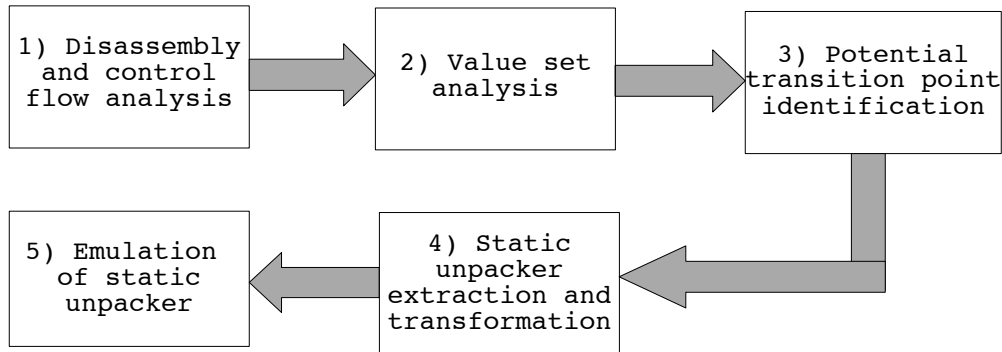 1) Disassembly
and control
flow analysis
2) Value set
analysis
3) Potential
transition point
identification
4) Static
unpacker
extraction and
transformation
5) Emulation
of static
unpacker